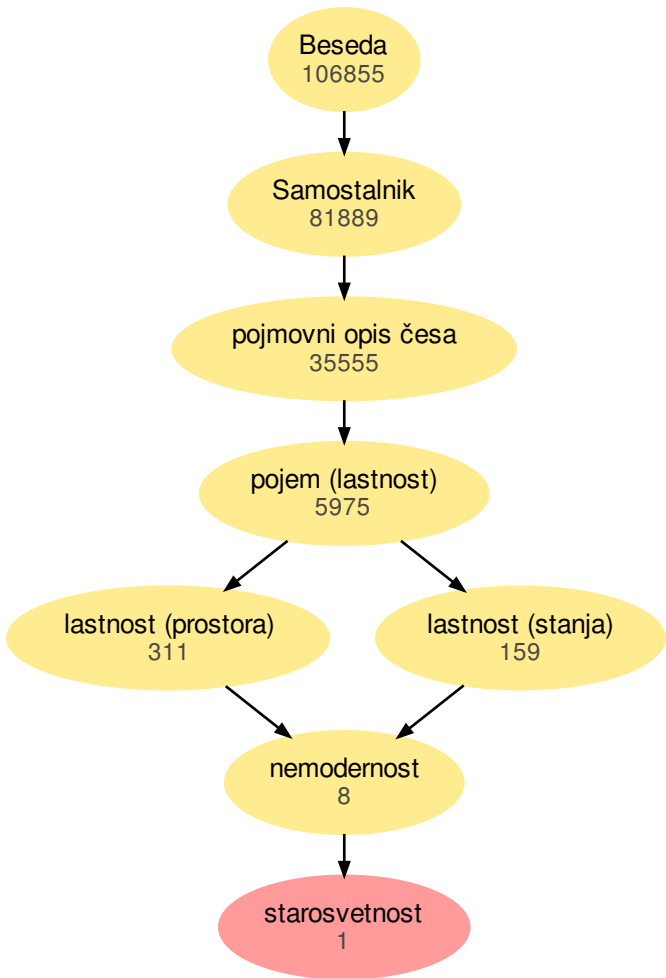 Beseda
106855
Samostalnik
81889
pojmovni opis česa
35555
pojem (lastnost)
5975
lastnost (prostora)
311
lastnost (stanja)
159
nemodernost
8
starosvetnost
1